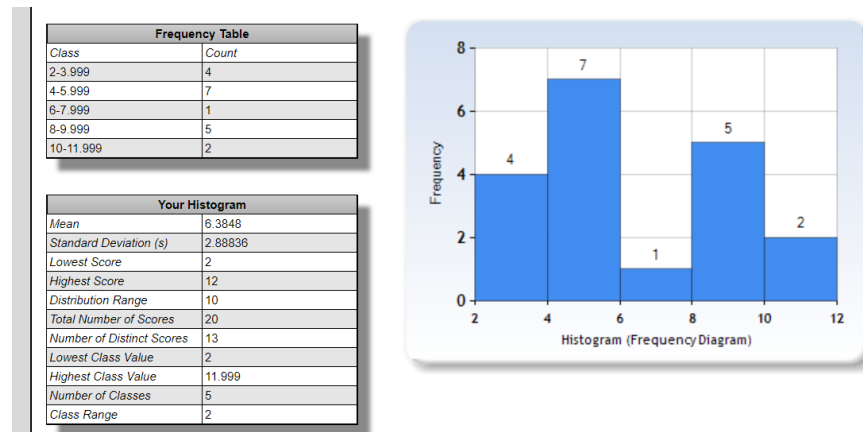 Frequency Table
Class Count
2-3.999 4
4-5.999 7
6-7.999 1
8-9.999 5
10-11.999 2
Your Histogram
Mean 6.3848
Standard Deviation (s) 2.88836
Lowest Score 2
Highest Score 12
Distribution Range 10
Total Number of Scores 20
Number of Distinct Scores 13
Lowest Class Value 2
Highest Class Value 11.999
Number of Classes 5
Class Range 2
8
7
6
5
4
4
Frequency
2
2
1
0
2 4 6 8 10 12
Histogram (Frequency Diagram)